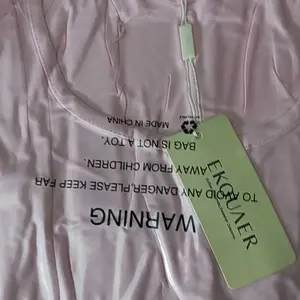 WARNING
TO AVOID ANY DANGER,PLEASE KEEP FAR
AWAY FROM CHILDREN.
BAG IS NOT A TOY.
MADE IN CHINA
EKOUAER